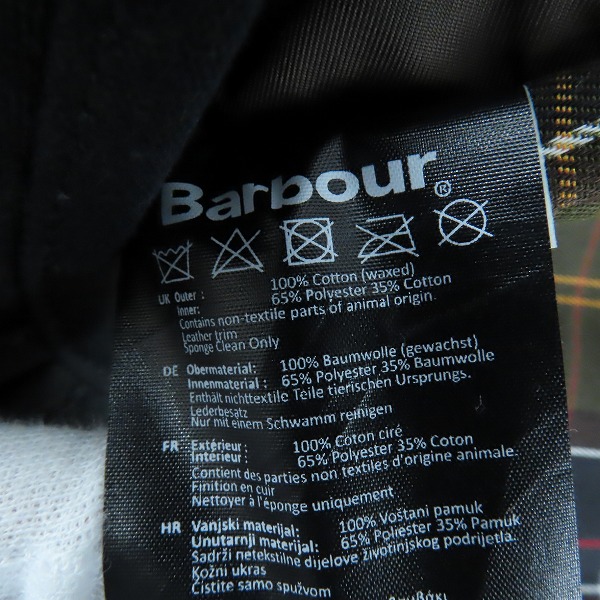 Barbour®
UK Outer : 100% Cotton (waxed)
Inner: 65% Polyester 35% Cotton
Contains non-textile parts of animal origin.
Leather trim
Sponge Clean Only
DE Obermaterial: 100% Baumwolle (gewachst)
Innenmaterial : 65% Polyester 35% Baumwolle
Enthält nichttextile Teile tierischen Ursprungs.
Lederbesatz
Nur mit einem Schwamm reinigen
FR Extérieur : 100% Coton ciré
Intérieur : 65% Polyester 35% Coton
Contient des parties non textiles d'origine animale.
Finition en cuir
Nettoyer à l'éponge uniquement
HR Vanjski materijal: 100% Voštani pamuk
Unutarnji materijal: 65% Poliester 35% Pamuk
Sadrži netekstilne dijelove životinjskog podrijetla.
Kožni ukras
Čistite samo spužvom